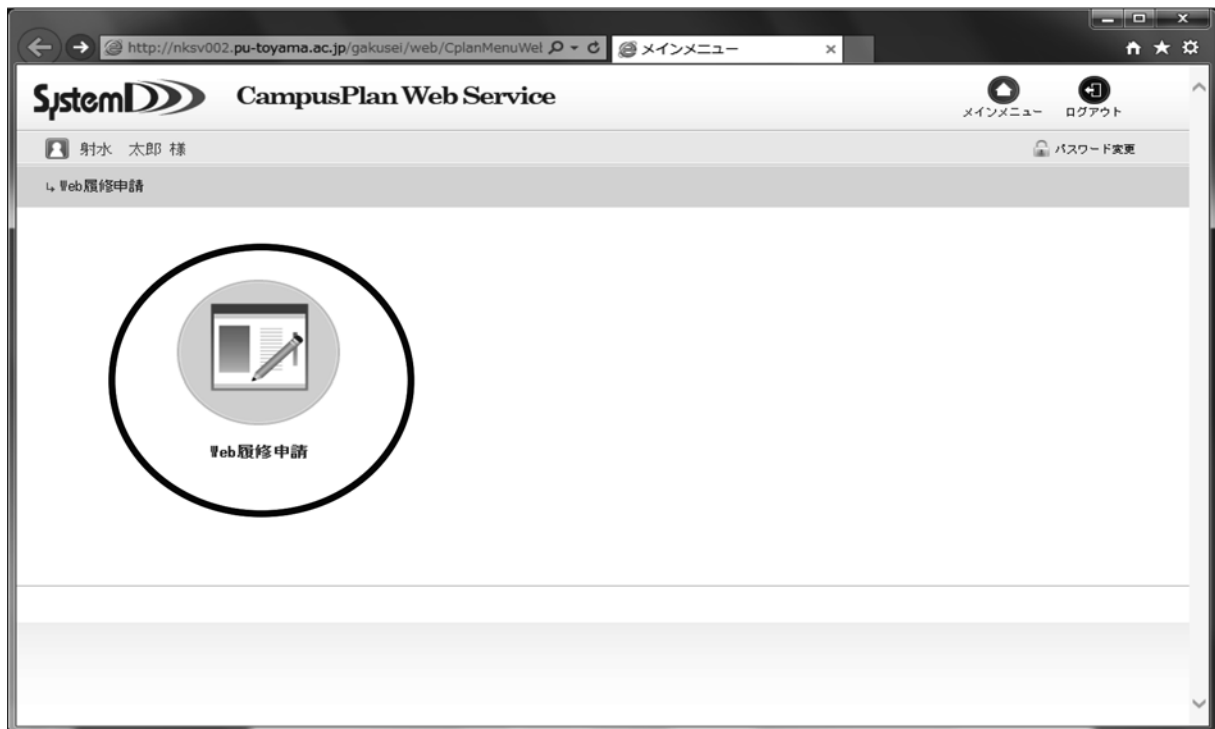 http://nksv002.pu-toyama.ac.jp/gakusei/web/CplanMenuWel
メインメニュー
SystemD
CampusPlan Web Service
メインメニュー
ログアウト
射水 太郎 様
パスワード変更
Web履修申請
Web履修申請